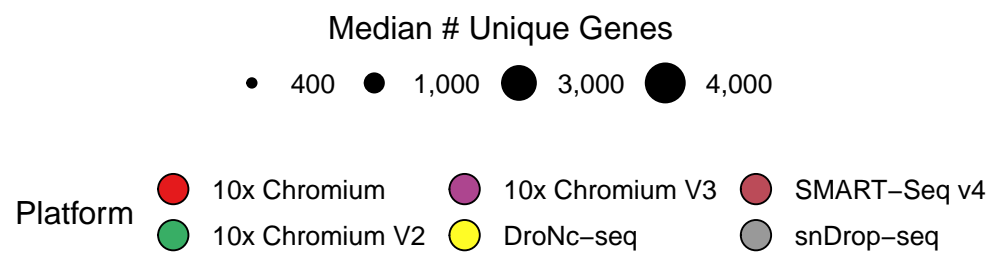 Median # Unique Genes
400 1,000 3,000 4,000
10x Chromium 10x Chromium V3 SMART−Seq v4
Platform
10x Chromium V2 DroNc−seq snDrop−seq